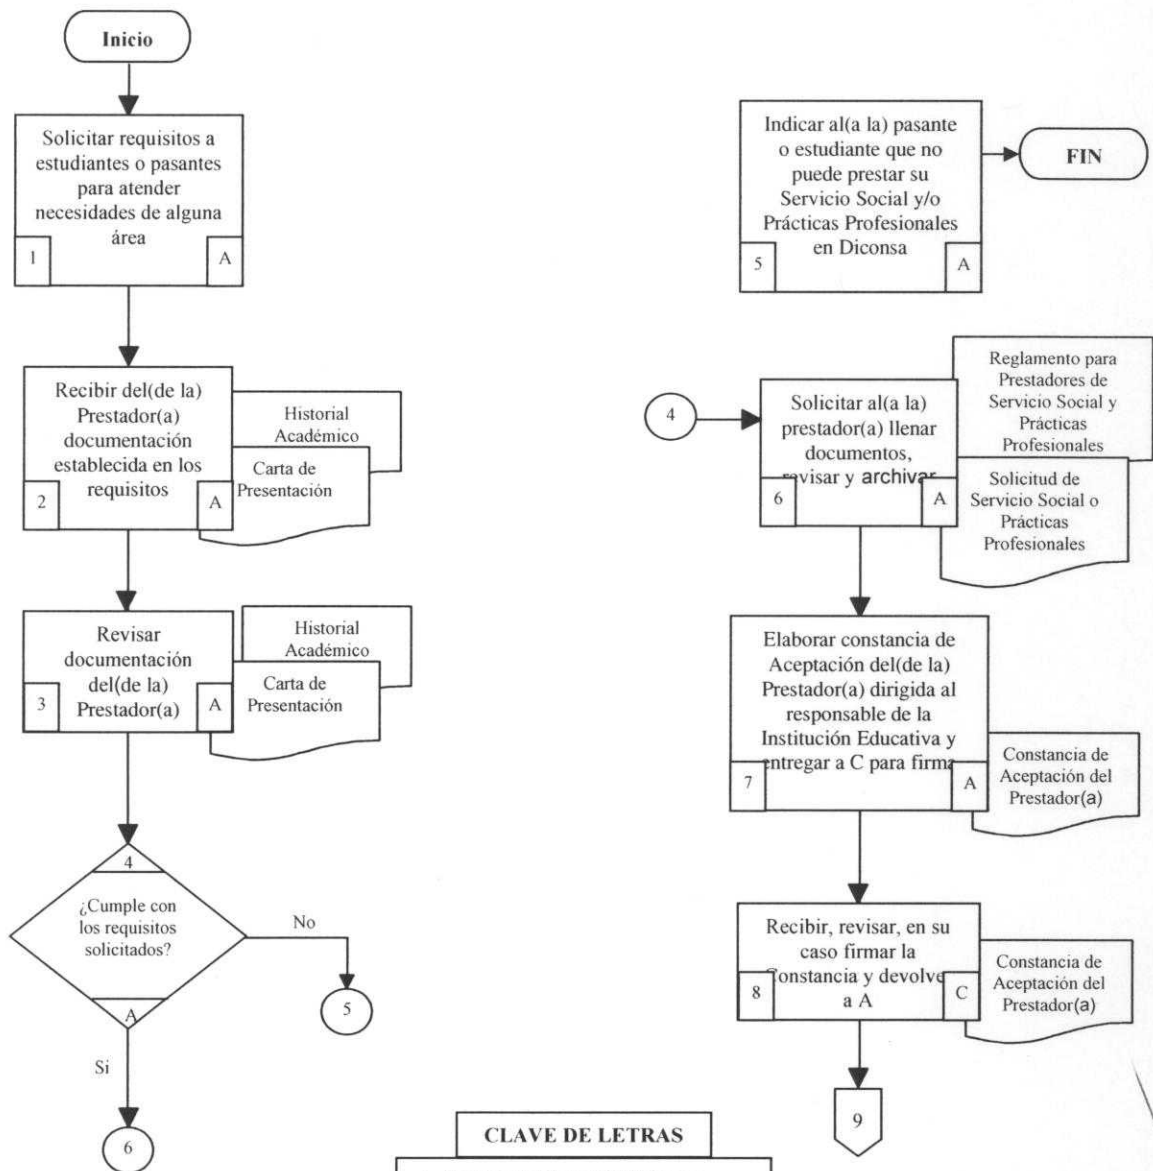 Inicio
Solicitar requisitos a
estudiantes o pasantes
para atender
necesidades de alguna
área
1
A
Recibir del(de la)
Prestador(a)
documentación
establecida en los
requisitos
2
A
Historial
Académico
Carta de
Presentación
Revisar
documentación
del(de la)
Prestador(a)
3
A
Historial
Académico
Carta de
Presentación
4
¿Cumple con
los requisitos
solicitados?
A
No
5
Si
6
Indicar al(a la) pasante
o estudiante que no
puede prestar su
Servicio Social y/o
Prácticas Profesionales
en Diconsa
5
A
FIN
4
Solicitar al(a la)
prestador(a) llenar
documentos,
revisar y archivar
6
A
Reglamento para
Prestadores de
Servicio Social y
Prácticas
Profesionales
Solicitud de
Servicio Social o
Prácticas
Profesionales
Elaborar constancia de
Aceptación del(de la)
Prestador(a) dirigida al
responsable de la
Institución Educativa y
entregar a C para firma
7
A
Constancia de
Aceptación del
Prestador(a)
Recibir, revisar, en su
caso firmar la
Constancia y devolve
a A
8
C
Constancia de
Aceptación del
Prestador(a)
9
CLAVE DE LETRAS